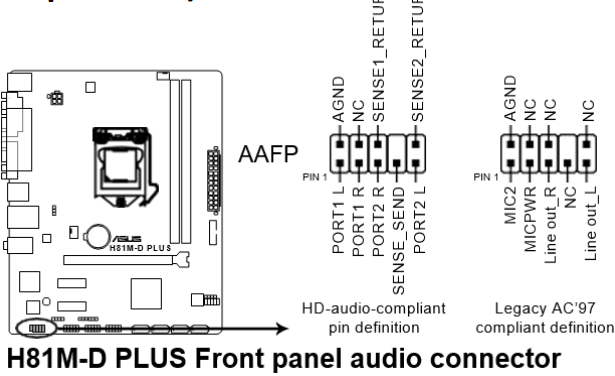 AGND
NC
SENSE1_RETUR
SENSE2_RETUR
AAFP
PIN 1
PORT1 L
PORT1 R
PORT2 R
SENSE_SEND
PORT2 L
HD-audio-compliant
pin definition
AGND
NC
NC
NC
PIN 1
MIC2
MICPWR
Line out_R
NC
Line out_L
Legacy AC'97
compliant definition
ASUS
H81M-D PLUS
H81M-D PLUS Front panel audio connector